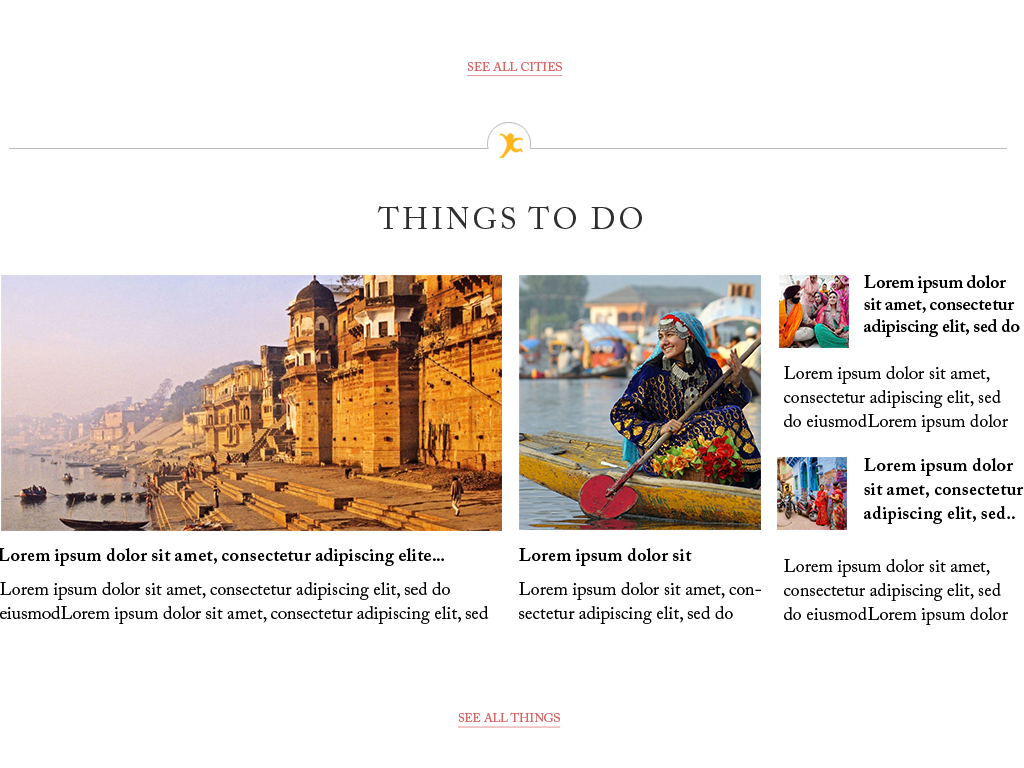 SEE ALL CITIES
THINGS TO DO
Lorem ipsum dolor sit amet, consectetur adipiscing elite...
Lorem ipsum dolor sit amet, consectetur adipiscing elit, sed do
eiusmodLorem ipsum dolor sit amet, consectetur adipiscing elit, sed
Lorem ipsum dolor sit
Lorem ipsum dolor sit amet, con-
sectetur adipiscing elit, sed do
Lorem ipsum dolor
sit amet, consectetur
adipiscing elit, sed do
Lorem ipsum dolor sit amet,
consectetur adipiscing elit, sed
do eiusmodLorem ipsum dolor
Lorem ipsum dolor
sit amet, consectetur
adipiscing elit, sed..
Lorem ipsum dolor sit amet,
consectetur adipiscing elit, sed
do eiusmodLorem ipsum dolor
SEE ALL THINGS